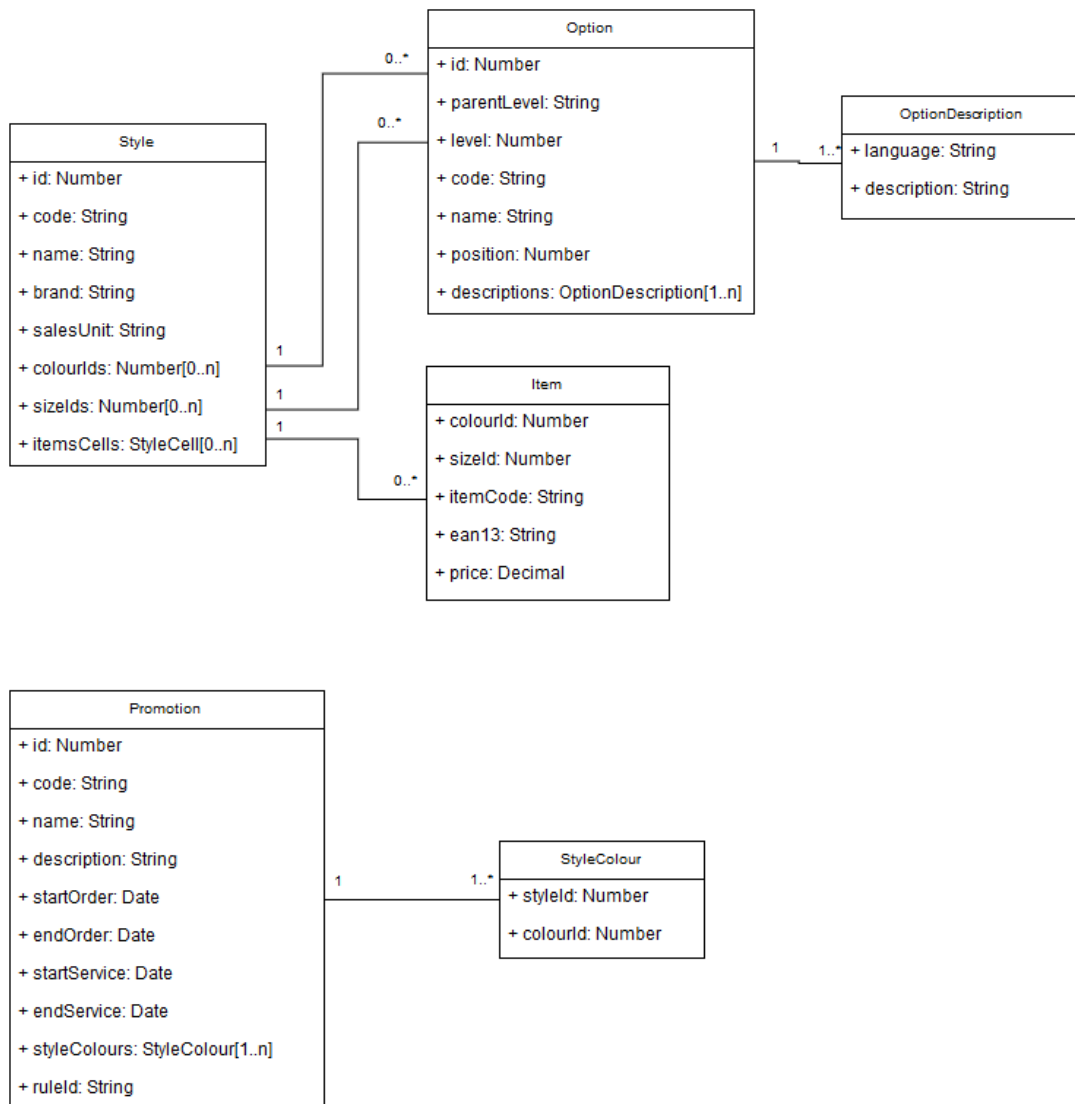 Option
+ id: Number
+ parentLevel: String
+ level: Number
+ code: String
+ name: String
+ position: Number
+ descriptions: OptionDescription[1..n]
0..*
0..*
1
1..*
OptionDescription
+ language: String
+ description: String
Style
+ id: Number
+ code: String
+ name: String
+ brand: String
+ salesUnit: String
+ colourIds: Number[0..n]
+ sizeIds: Number[0..n]
+ itemsCells: StyleCell[0..n]
1
1
1
0..*
Item
+ colourId: Number
+ sizeId: Number
+ itemCode: String
+ ean13: String
+ price: Decimal
Promotion
+ id: Number
+ code: String
+ name: String
+ description: String
+ startOrder: Date
+ endOrder: Date
+ startService: Date
+ endService: Date
+ styleColours: StyleColour[1..n]
+ ruleId: String
1
1..*
StyleColour
+ styleId: Number
+ colourId: Number